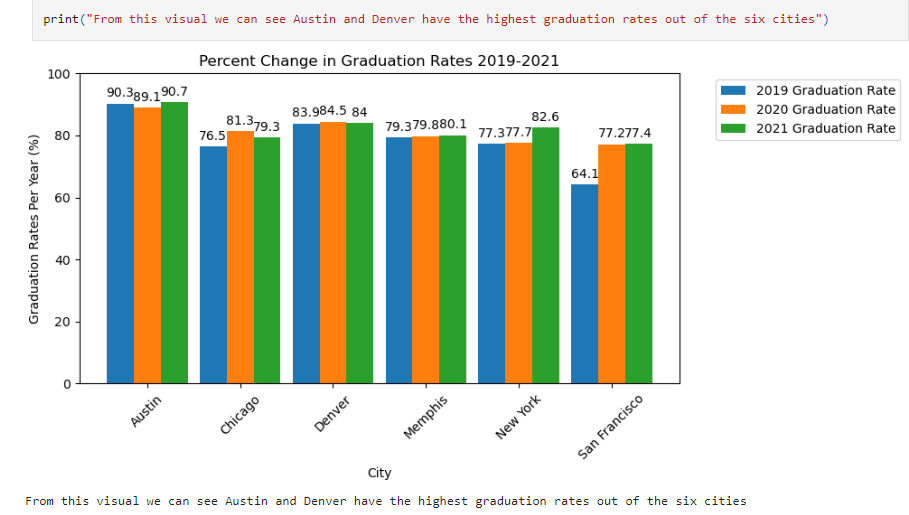 print("From this visual we can see Austin and Denver have the highest graduation rates out of the six cities")
Percent Change in Graduation Rates 2019-2021
100
80
60
40
20
0
Graduation Rates Per Year (%)
90.3 89.1 90.7
76.5 81.3 79.3
83.9 84.5 84
79.3 79.8 80.1
77.3 77.7 82.6
64.1 77.2 77.4
2019 Graduation Rate
2020 Graduation Rate
2021 Graduation Rate
Austin
Chicago
Denver
Memphis
New York
San Francisco
City
From this visual we can see Austin and Denver have the highest graduation rates out of the six cities